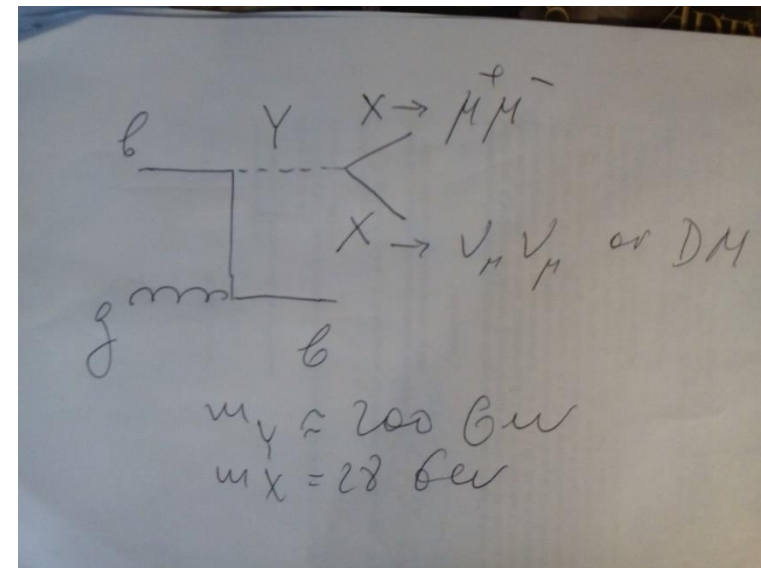 b Y X → μ⁺μ⁻
X → ν_μ ν_μ or DM
g b
m_Y ≈ 200 GeV
m_X = 28 GeV